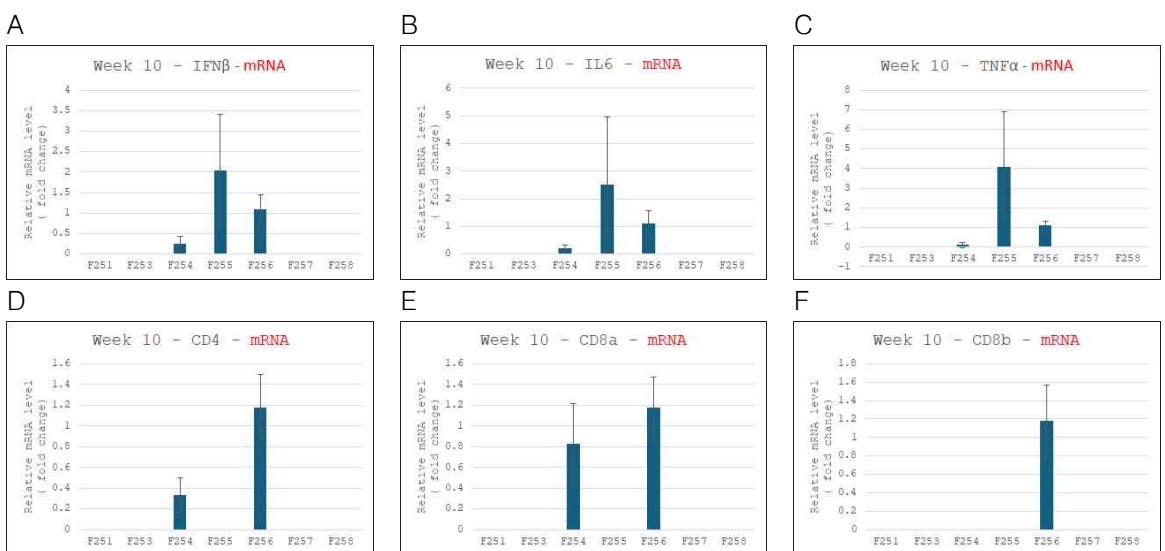 A
Week 10 - IFNβ - mRNA
Relative mRNA level
( fold change)
4
3.5
3
2.5
2
1.5
1
0.5
0
F251 F253 F254 F255 F256 F257 F258
B
Week 10 - IL6 - mRNA
Relative mRNA level
( fold change)
6
5
4
3
2
1
0
F251 F253 F254 F255 F256 F257 F258
C
Week 10 - TNFα - mRNA
Relative mRNA level
( fold change)
8
7
6
5
4
3
2
1
0
-1
F251 F253 F254 F255 F256 F257 F258
D
Week 10 - CD4 - mRNA
Relative mRNA level
( fold change)
1.6
1.4
1.2
1
0.8
0.6
0.4
0.2
0
F251 F253 F254 F255 F256 F257 F258
E
Week 10 - CD8a - mRNA
Relative mRNA level
( fold change)
1.6
1.4
1.2
1
0.8
0.6
0.4
0.2
0
F251 F253 F254 F255 F256 F257 F258
F
Week 10 - CD8b - mRNA
Relative mRNA level
( fold change)
1.8
1.6
1.4
1.2
1
0.8
0.6
0.4
0.2
0
F251 F253 F254 F255 F256 F257 F258